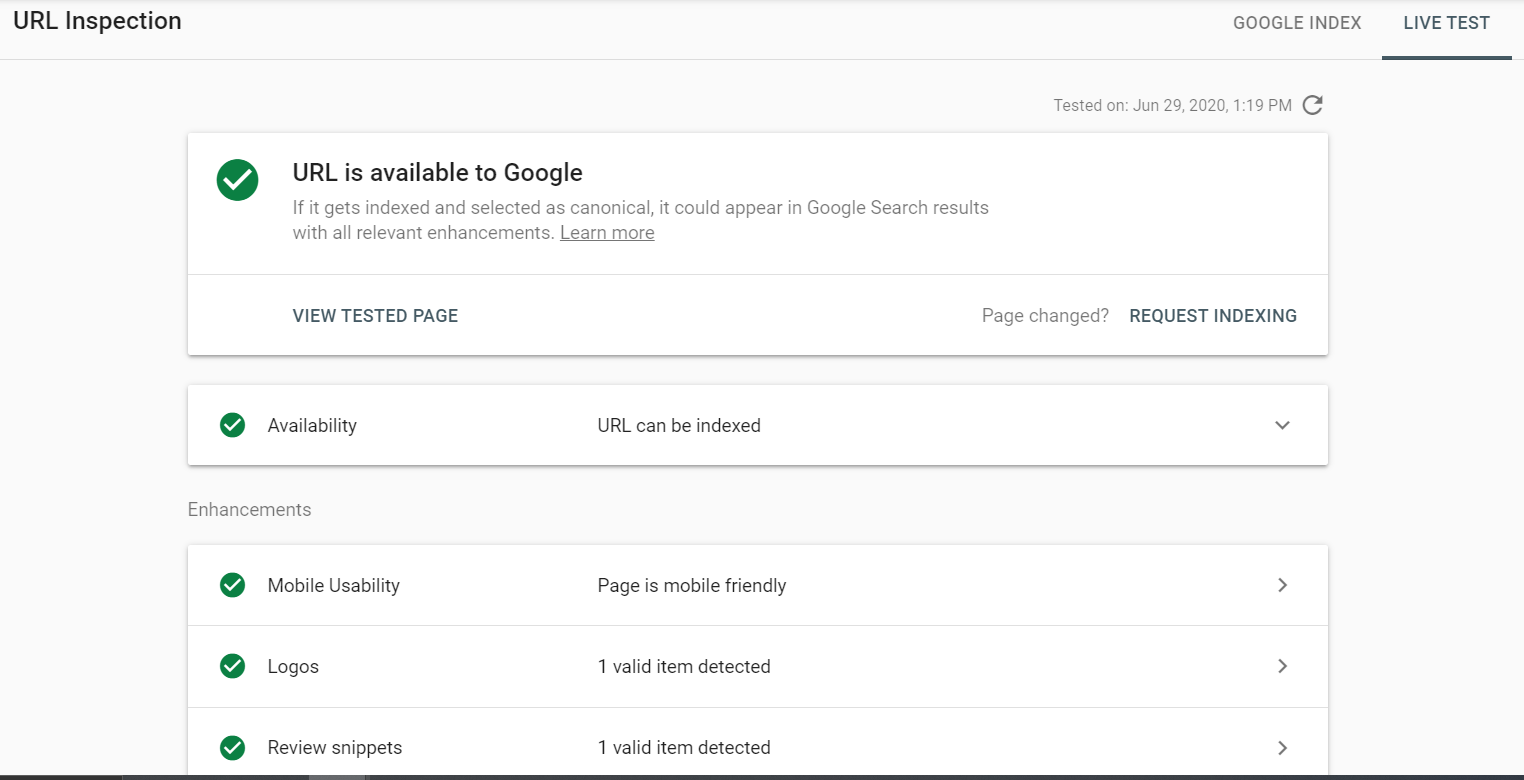 URL Inspection
GOOGLE INDEX
LIVE TEST
Tested on: Jun 29, 2020, 1:19 PM
URL is available to Google
If it gets indexed and selected as canonical, it could appear in Google Search results
with all relevant enhancements. Learn more
VIEW TESTED PAGE
Page changed? REQUEST INDEXING
Availability URL can be indexed
Enhancements
Mobile Usability Page is mobile friendly
Logos 1 valid item detected
Review snippets 1 valid item detected